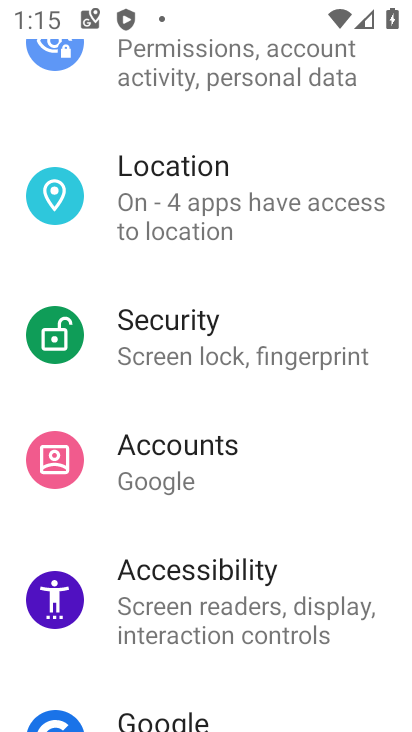 1:15
Permissions, account
activity, personal data
Location
On - 4 apps have access
to location
Security
Screen lock, fingerprint
Accounts
Google
Accessibility
Screen readers, display,
interaction controls
Google